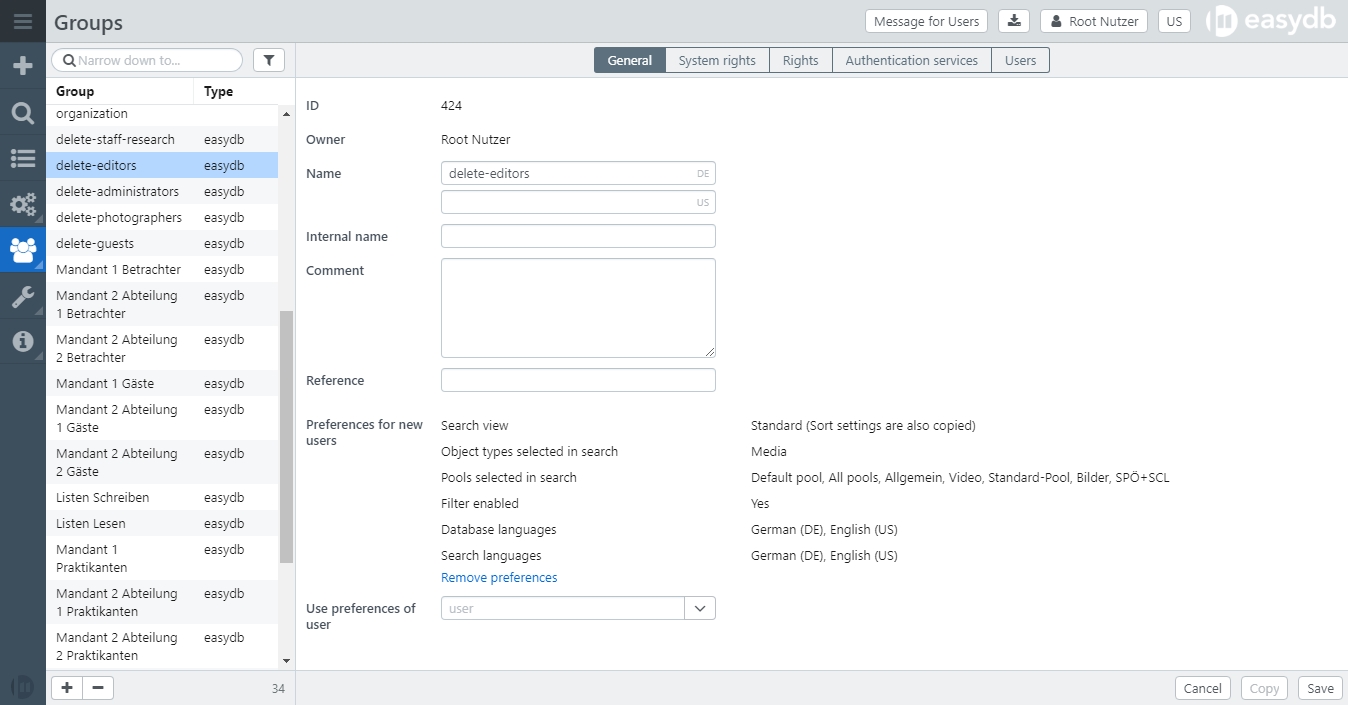 Groups
Message for Users
Root Nutzer
US
easydb
Narrow down to...
General
System rights
Rights
Authentication services
Users
Group Type
organization
delete-staff-research easydb
delete-editors easydb
delete-administrators easydb
delete-photographers easydb
delete-guests easydb
Mandant 1 Betrachter easydb
Mandant 2 Abteilung easydb
1 Betrachter
Mandant 2 Abteilung easydb
2 Betrachter
Mandant 1 Gäste easydb
Mandant 2 Abteilung easydb
1 Gäste
Mandant 2 Abteilung easydb
2 Gäste
Listen Schreiben easydb
Listen Lesen easydb
Mandant 1 easydb
Praktikanten
Mandant 2 Abteilung easydb
1 Praktikanten
Mandant 2 Abteilung easydb
2 Praktikanten
34
ID 424
Owner Root Nutzer
Name delete-editors DE
US
Internal name
Comment
Reference
Preferences for new
users
Search view Standard (Sort settings are also copied)
Object types selected in search Media
Pools selected in search Default pool, All pools, Allgemein, Video, Standard-Pool, Bilder, SPÖ+SCL
Filter enabled Yes
Database languages German (DE), English (US)
Search languages German (DE), English (US)
Remove preferences
Use preferences of
user
user
Cancel
Copy
Save